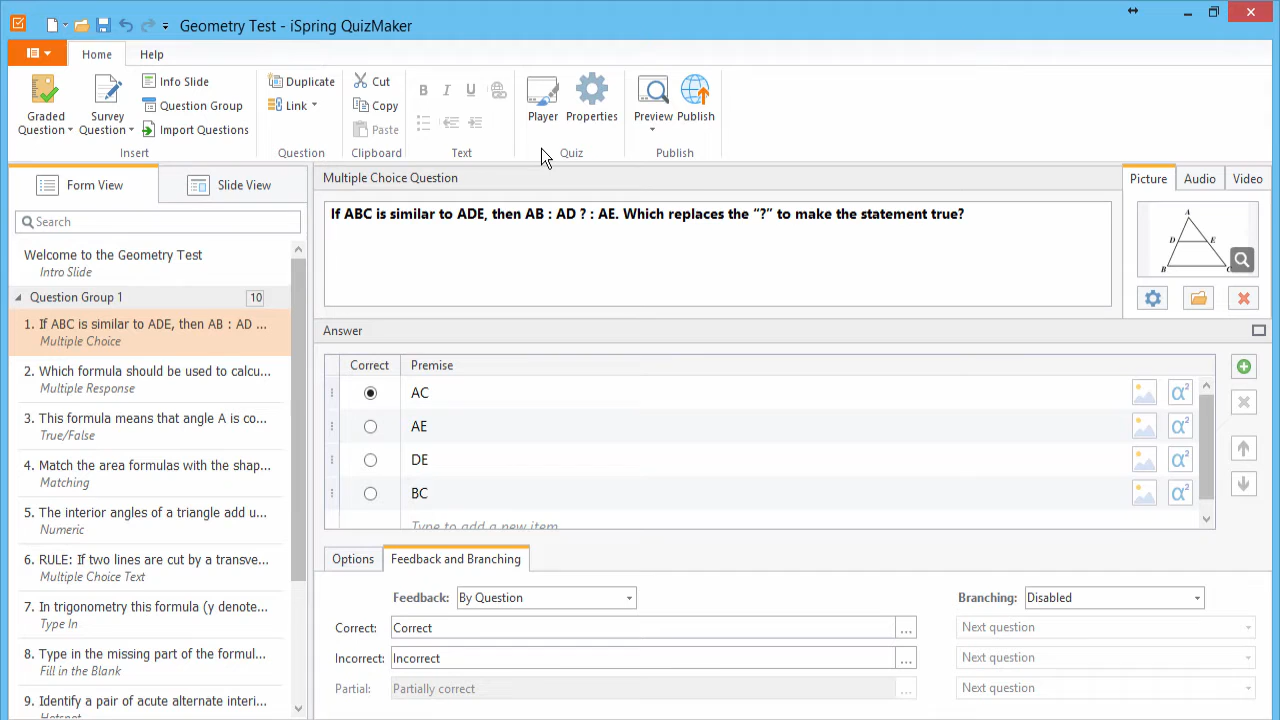 Geometry Test - iSpring QuizMaker
Home
Help
Graded Question
Survey Question
Info Slide
Question Group
Import Questions
Insert
Duplicate
Link
Question
Cut
Copy
Paste
Clipboard
B I U
Text
Player
Properties
Quiz
Preview
Publish
Publish
Form View
Slide View
Search
Welcome to the Geometry Test
Intro Slide
Question Group 1
10
1. If ABC is similar to ADE, then AB : AD ...
Multiple Choice
2. Which formula should be used to calcu...
Multiple Response
3. This formula means that angle A is co...
True/False
4. Match the area formulas with the shap...
Matching
5. The interior angles of a triangle add u...
Numeric
6. RULE: If two lines are cut by a transve...
Multiple Choice Text
7. In trigonometry this formula (y denote...
Type In
8. Type in the missing part of the formul...
Fill in the Blank
9. Identify a pair of acute alternate interi...
Hotspot
Multiple Choice Question
If ABC is similar to ADE, then AB : AD ? : AE. Which replaces the “?” to make the statement true?
Picture
Audio
Video
A
D E
B C
Answer
Correct
Premise
AC
α²
AE
α²
DE
α²
BC
α²
Type to add a new item
Options
Feedback and Branching
Feedback:
By Question
Branching:
Disabled
Correct:
Correct
...
Next question
Incorrect:
Incorrect
...
Next question
Partial:
Partially correct
...
Next question